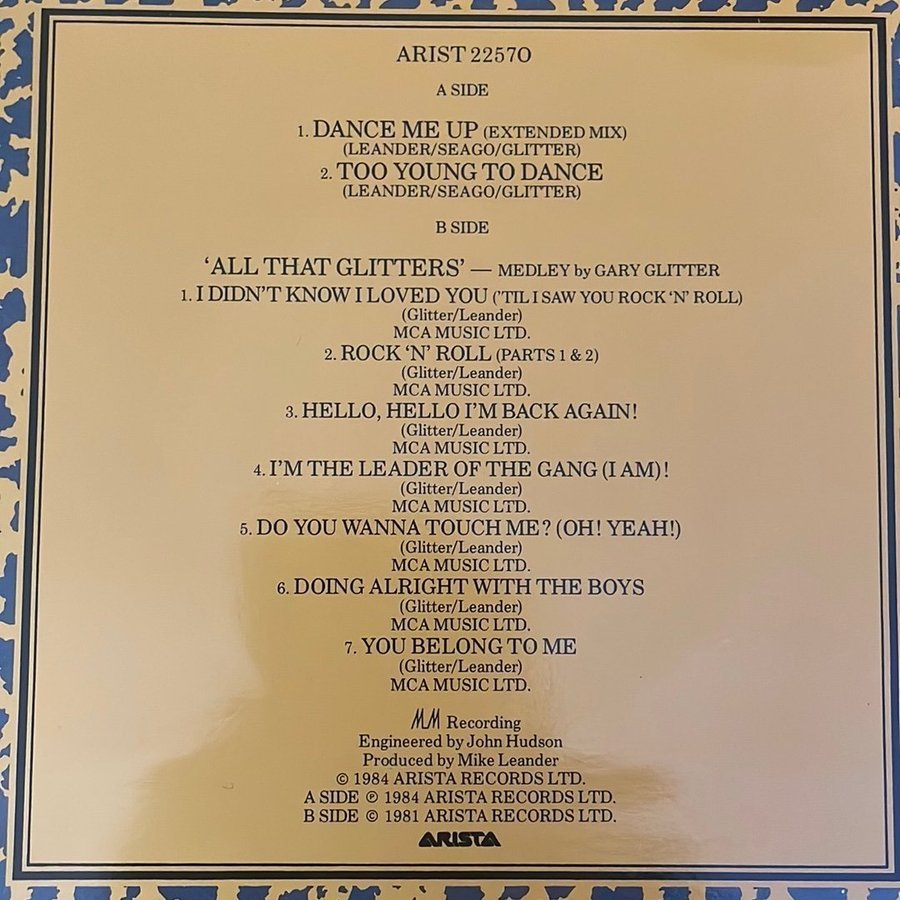 ARIST 22570
A SIDE
1. DANCE ME UP (EXTENDED MIX)
(LEANDER/SEAGO/GLITTER)
2. TOO YOUNG TO DANCE
(LEANDER/SEAGO/GLITTER)
B SIDE
‘ALL THAT GLITTERS’ — MEDLEY by GARY GLITTER
1. I DIDN'T KNOW I LOVED YOU ('TIL I SAW YOU ROCK ‘N’ ROLL)
(Glitter/Leander)
MCA MUSIC LTD.
2. ROCK ‘N’ ROLL (PARTS 1 & 2)
(Glitter/Leander)
MCA MUSIC LTD.
3. HELLO, HELLO I'M BACK AGAIN!
(Glitter/Leander)
MCA MUSIC LTD.
4. I'M THE LEADER OF THE GANG (I AM)!
(Glitter/Leander)
MCA MUSIC LTD.
5. DO YOU WANNA TOUCH ME? (OH! YEAH!)
(Glitter/Leander)
MCA MUSIC LTD.
6. DOING ALRIGHT WITH THE BOYS
(Glitter/Leander)
MCA MUSIC LTD.
7. YOU BELONG TO ME
(Glitter/Leander)
MCA MUSIC LTD.
MM Recording
Engineered by John Hudson
Produced by Mike Leander
© 1984 ARISTA RECORDS LTD.
A SIDE ℗ 1984 ARISTA RECORDS LTD.
B SIDE © 1981 ARISTA RECORDS LTD.
ARISTA